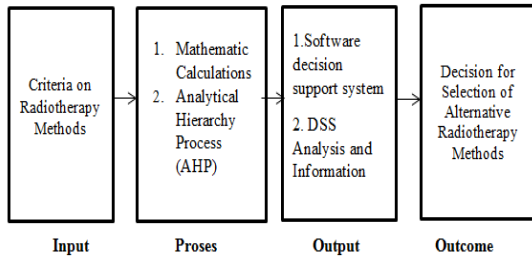 Criteria on
Radiotherapy
Methods
1. Mathematic
Calculations
2. Analytical
Hierarchy
Process
(AHP)
1.Software
decision
support system
2. DSS
Analysis and
Information
Decision for
Selection of
Alternative
Radiotherapy
Methods
Input
Proses
Output
Outcome